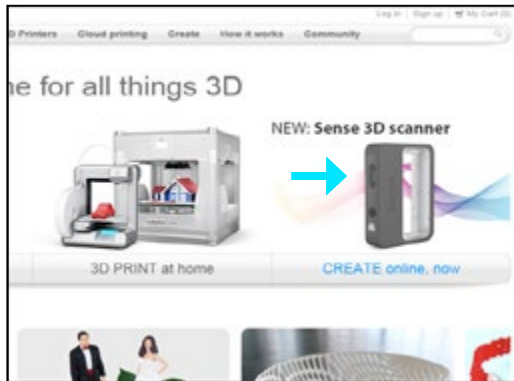 Log in Sign up My Cart (0)
D Printers Cloud printing Create How it works Community
me for all things 3D
NEW: Sense 3D scanner
3D PRINT at home
CREATE online, now